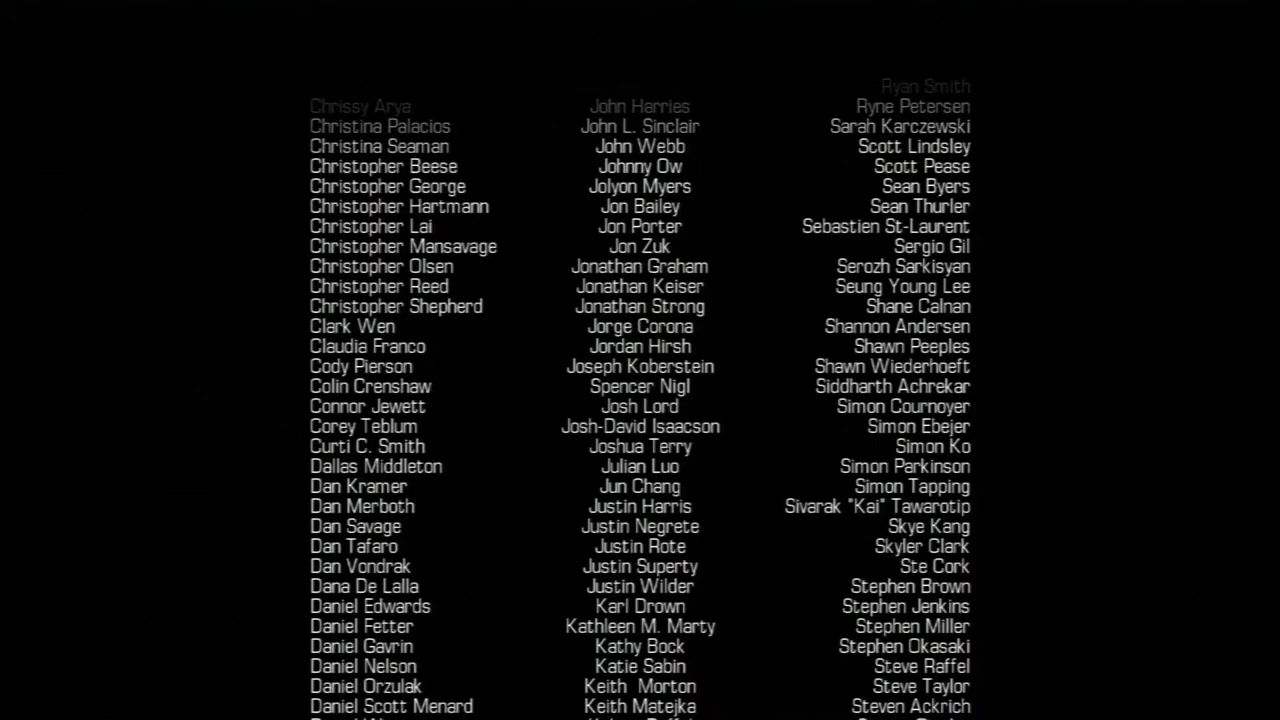 Ryan Smith
Chrissy Arya John Harries Ryne Petersen
Christina Palacios John L. Sinclair Sarah Karczewski
Christina Seaman John Webb Scott Lindsley
Christopher Beese Johnny Ow Scott Pease
Christopher George Jolyon Myers Sean Byers
Christopher Hartmann Jon Bailey Sean Thurler
Christopher Lai Jon Porter Sebastien St-Laurent
Christopher Mansavage Jon Zuk Sergio Gil
Christopher Olsen Jonathan Graham Serozh Sarkisyan
Christopher Reed Jonathan Keiser Seung Young Lee
Christopher Shepherd Jonathan Strong Shane Calnan
Clark Wen Jorge Corona Shannon Andersen
Claudia Franco Jordan Hirsh Shawn Peeples
Cody Pierson Joseph Koberstein Shawn Wiederhoeft
Colin Crenshaw Spencer Nigl Siddharth Achrekar
Connor Jewett Josh Lord Simon Cournoyer
Corey Teblum Josh-David Isaacson Simon Ebejer
Curti C. Smith Joshua Terry Simon Ko
Dallas Middleton Julian Luo Simon Parkinson
Dan Kramer Jun Chang Simon Tapping
Dan Merboth Justin Harris Sivarak "Kai" Tawarotip
Dan Savage Justin Negrete Skye Kang
Dan Tafaro Justin Rote Skyler Clark
Dan Vondrak Justin Superty Ste Cork
Dana De Lalla Justin Wilder Stephen Brown
Daniel Edwards Karl Drown Stephen Jenkins
Daniel Fetter Kathleen M. Marty Stephen Miller
Daniel Gavrin Kathy Bock Stephen Okasaki
Daniel Nelson Katie Sabin Steve Raffel
Daniel Orzulak Keith Morton Steve Taylor
Daniel Scott Menard Keith Matejka Steven Ackrich